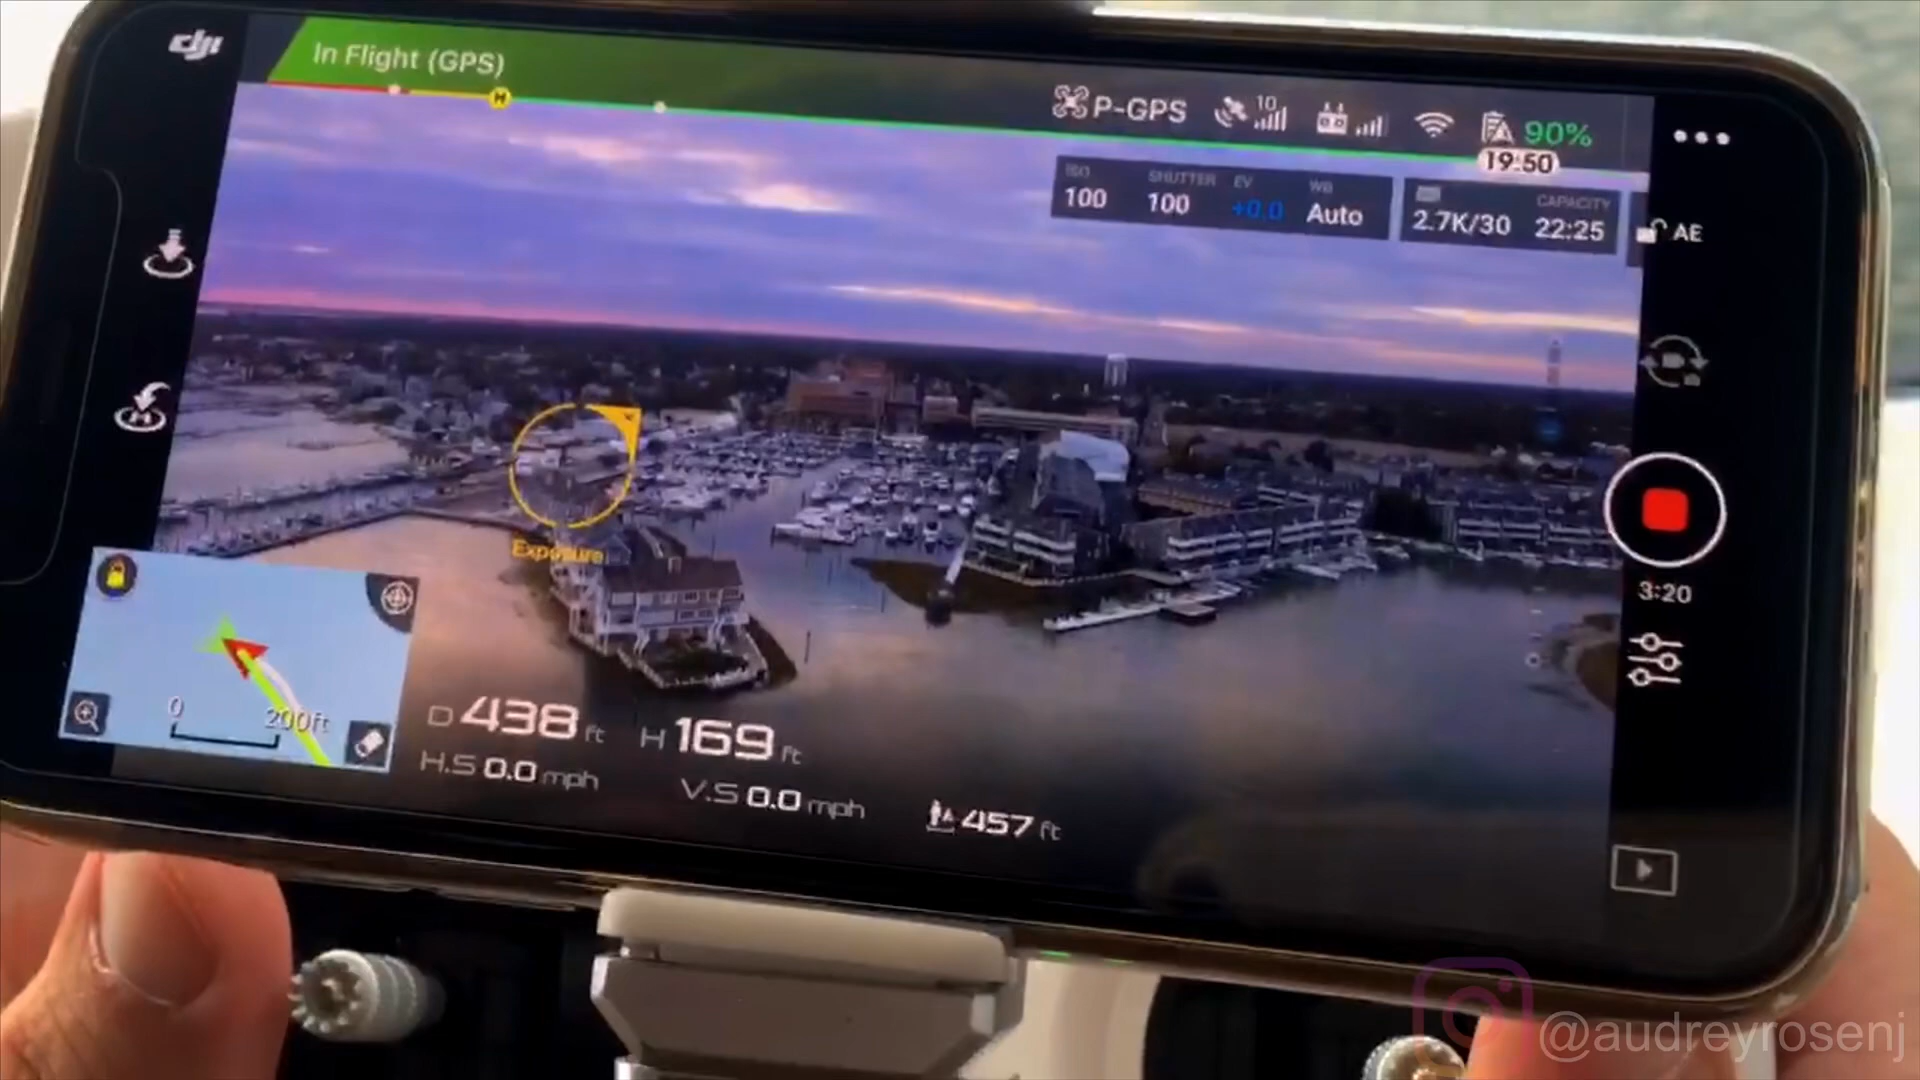 dji
In Flight (GPS)
H
P-GPS 10 90%
19:50
ISO SHUTTER EV WB CAPACITY
100 100 +0.0 Auto 2.7K/30 22:25
AE
H
Exposure
3:20
0 200ft
D 438 ft H 169 ft
H.S 0.0 mph V.S 0.0 mph 457 ft
@audreyrosenj